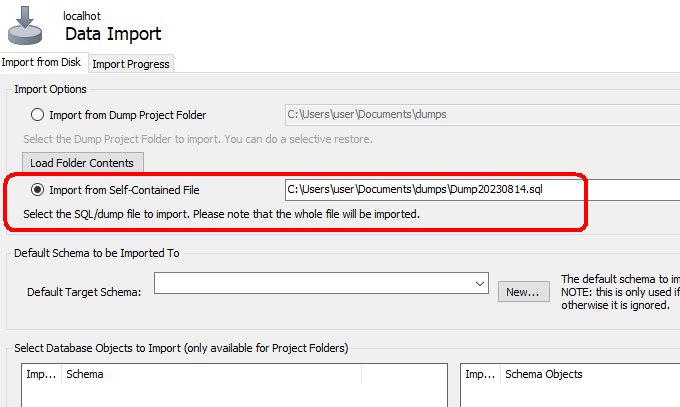 localhot
Data Import
Import from Disk
Import Progress
Import Options
Import from Dump Project Folder
C:\Users\user\Documents\dumps
Select the Dump Project Folder to import. You can do a selective restore.
Load Folder Contents
Import from Self-Contained File
C:\Users\user\Documents\dumps\Dump20230814.sql
Select the SQL/dump file to import. Please note that the whole file will be imported.
Default Schema to be Imported To
Default Target Schema:
New...
The default schema to im
NOTE: this is only used if
otherwise it is ignored.
Select Database Objects to Import (only available for Project Folders)
Imp... Schema
Imp... Schema Objects